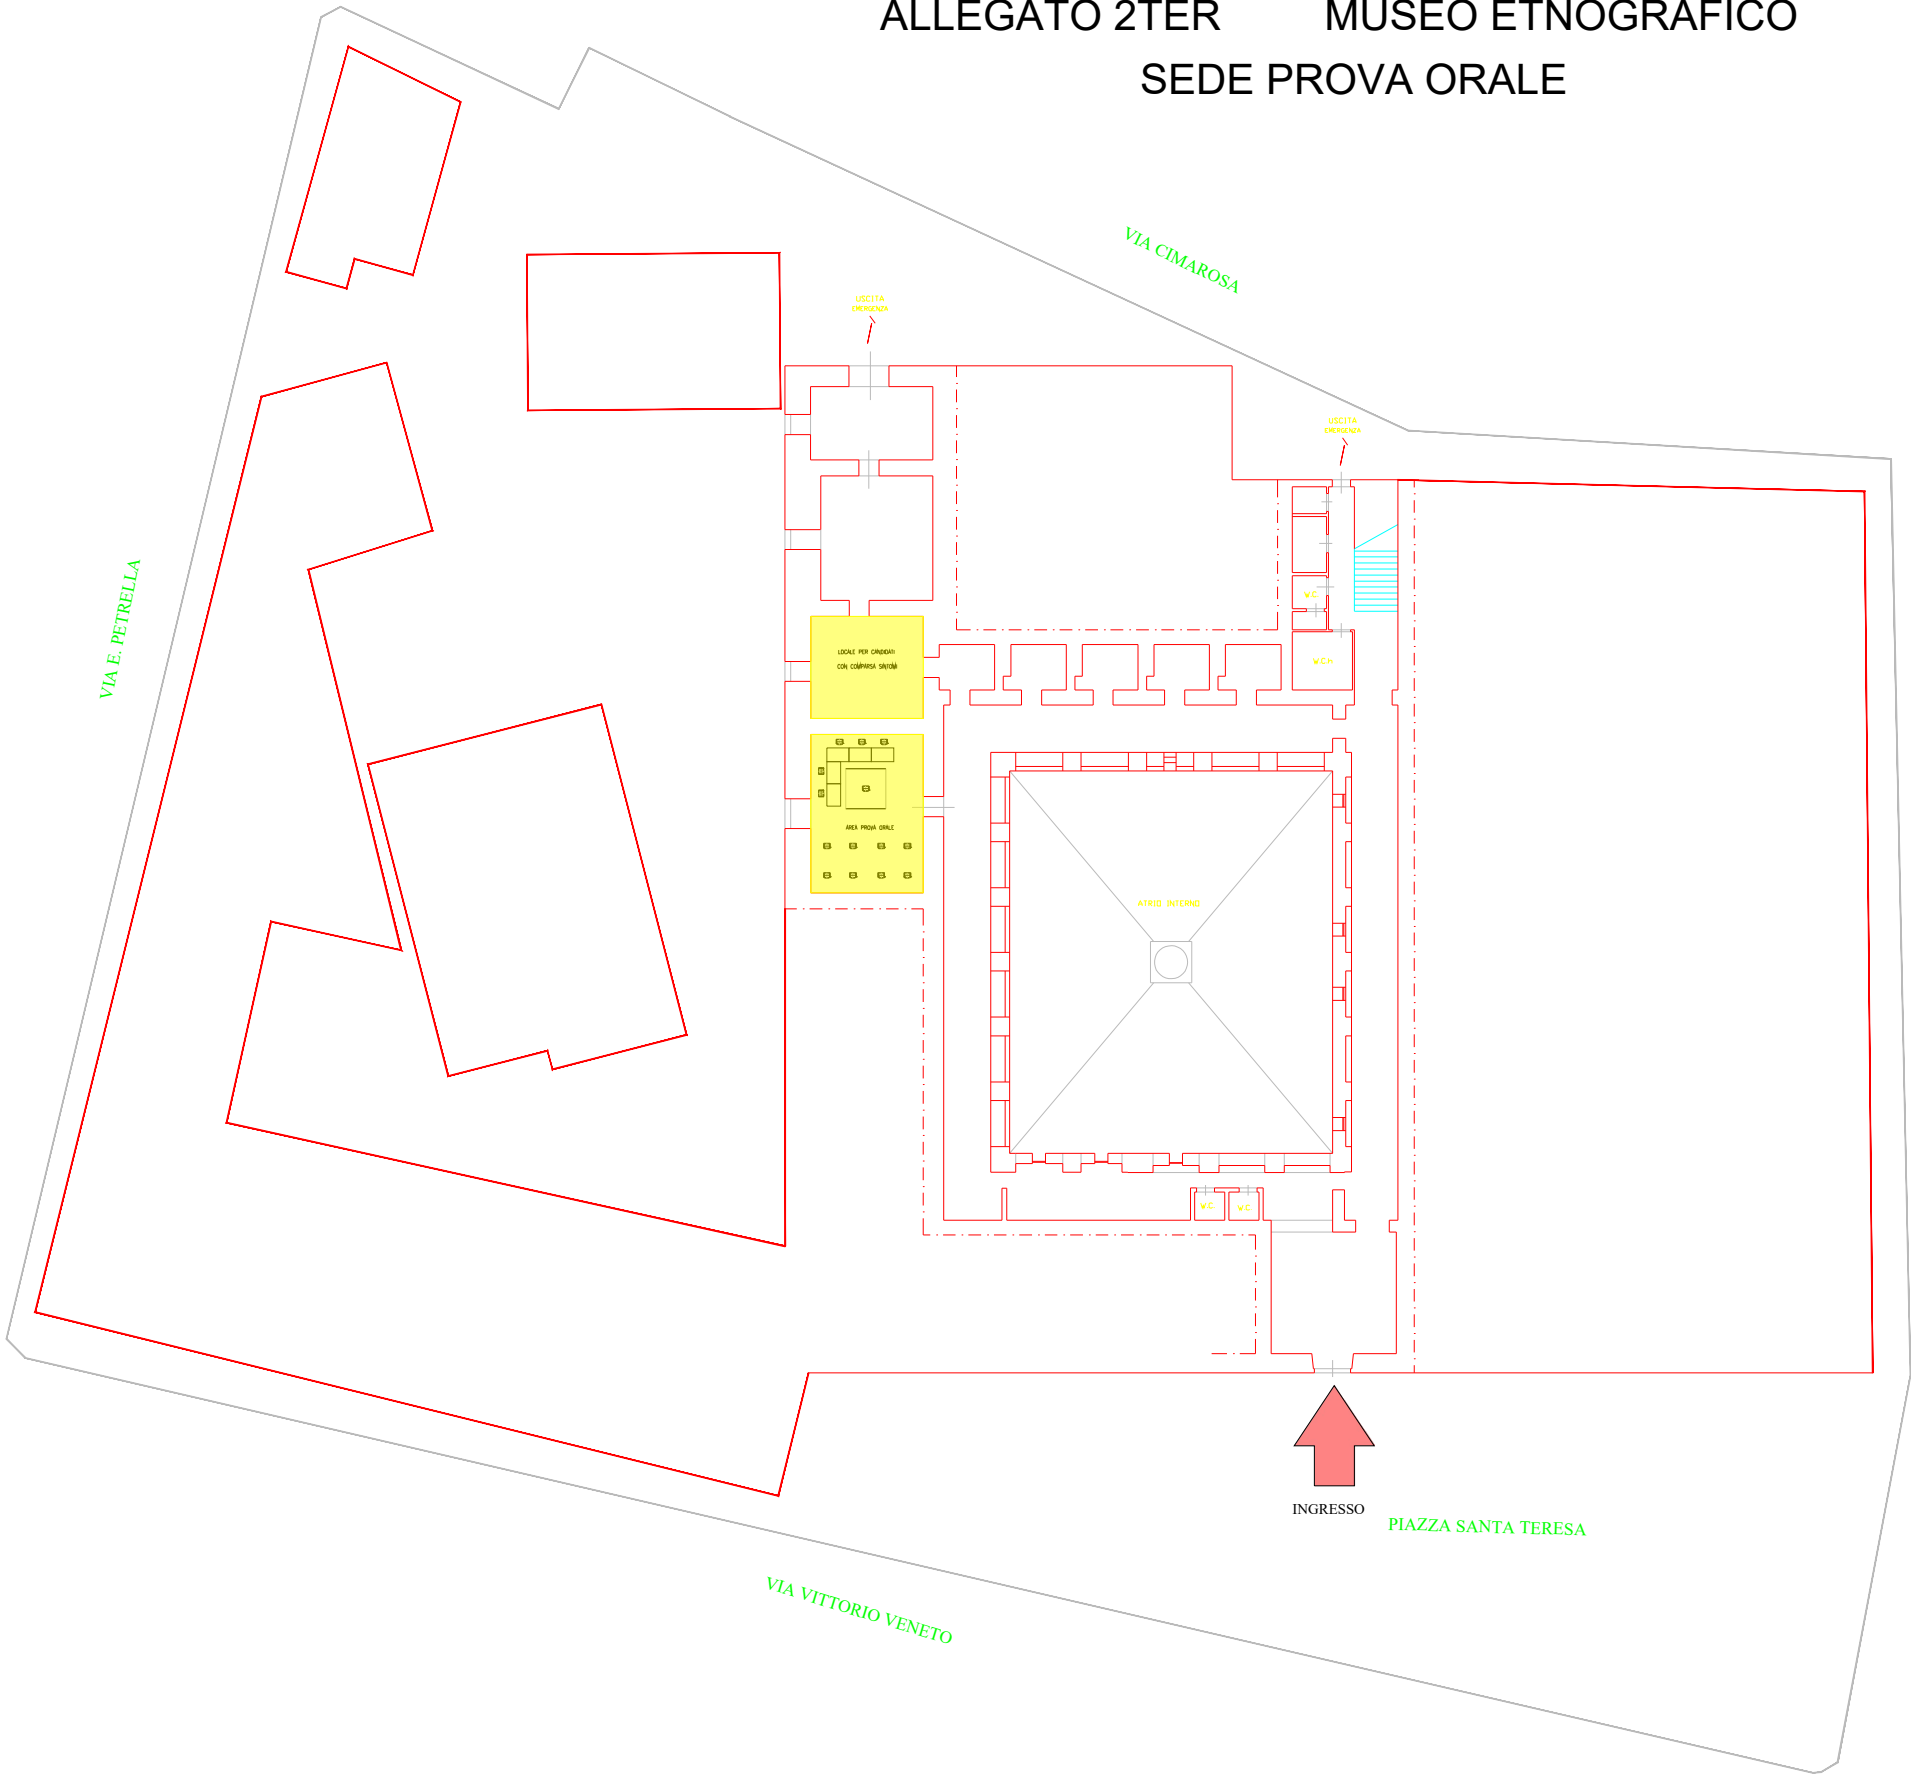 ALLEGATO 2TER MUSEO ETNOGRAFICO
SEDE PROVA ORALE
VIA CIMAROSA
USCITA
EMERGENZA
USCITA
EMERGENZA
VIA E. PETRELLA
W.C.
LOCALE PER CANDIDATI
CON COMPARSA SINTOMI
W.C.H
AREA PROVA ORALE
ATRIO INTERNO
W.C.
W.C.
INGRESSO
PIAZZA SANTA TERESA
VIA VITTORIO VENETO